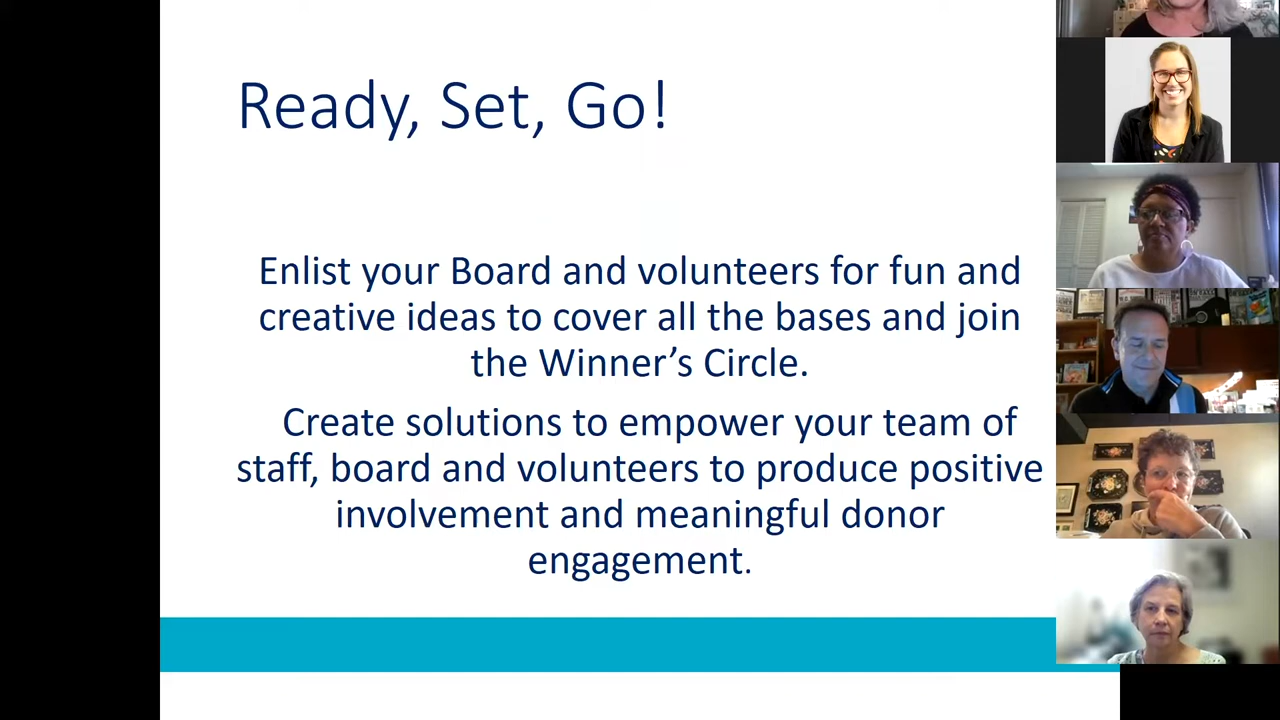 Ready, Set, Go!
Enlist your Board and volunteers for fun and
creative ideas to cover all the bases and join
the Winner’s Circle.
Create solutions to empower your team of
staff, board and volunteers to produce positive
involvement and meaningful donor
engagement.